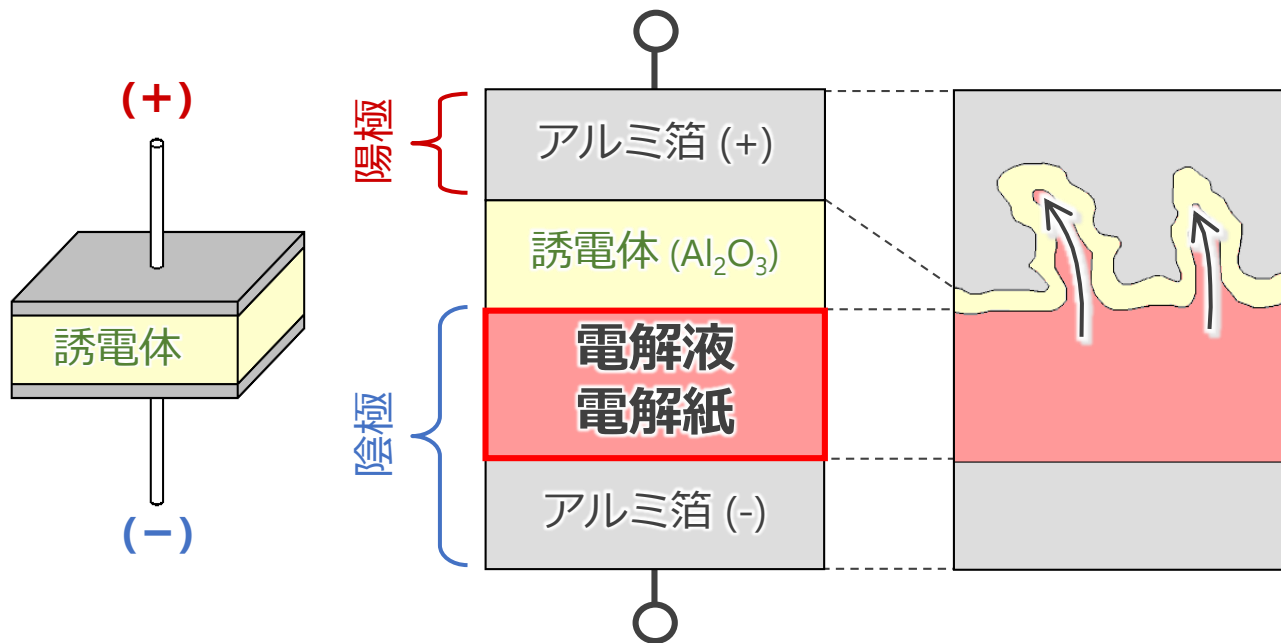 (+)
誘電体
(−)
陽極
アルミ箔 (+)
誘電体 (Al₂O₃)
陰極
電解液
電解紙
アルミ箔 (-)